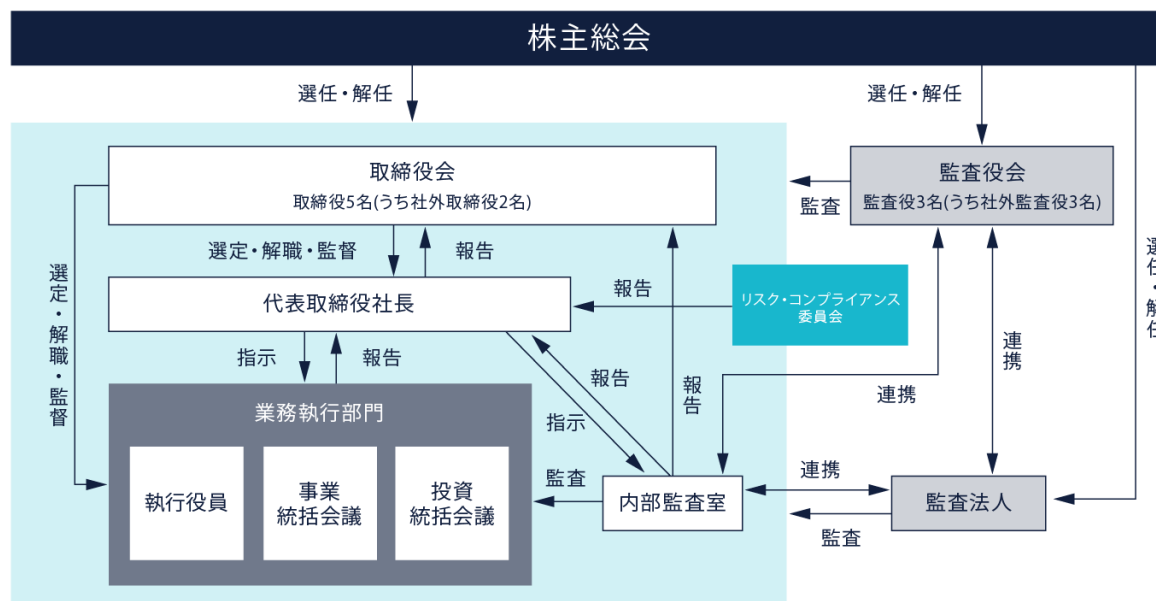 株主総会
選任・解任
選任・解任
選任・解任
取締役会
取締役5名(うち社外取締役2名)
監査役会
監査役3名(うち社外監査役3名)
監査
選定・解職・監督
報告
選定・解職・監督
代表取締役社長
報告
リスク・コンプライアンス
委員会
指示
報告
報告
指示
報告
連携
連携
業務執行部門
執行役員
事業
統括会議
投資
統括会議
監査
内部監査室
連携
監査
監査法人